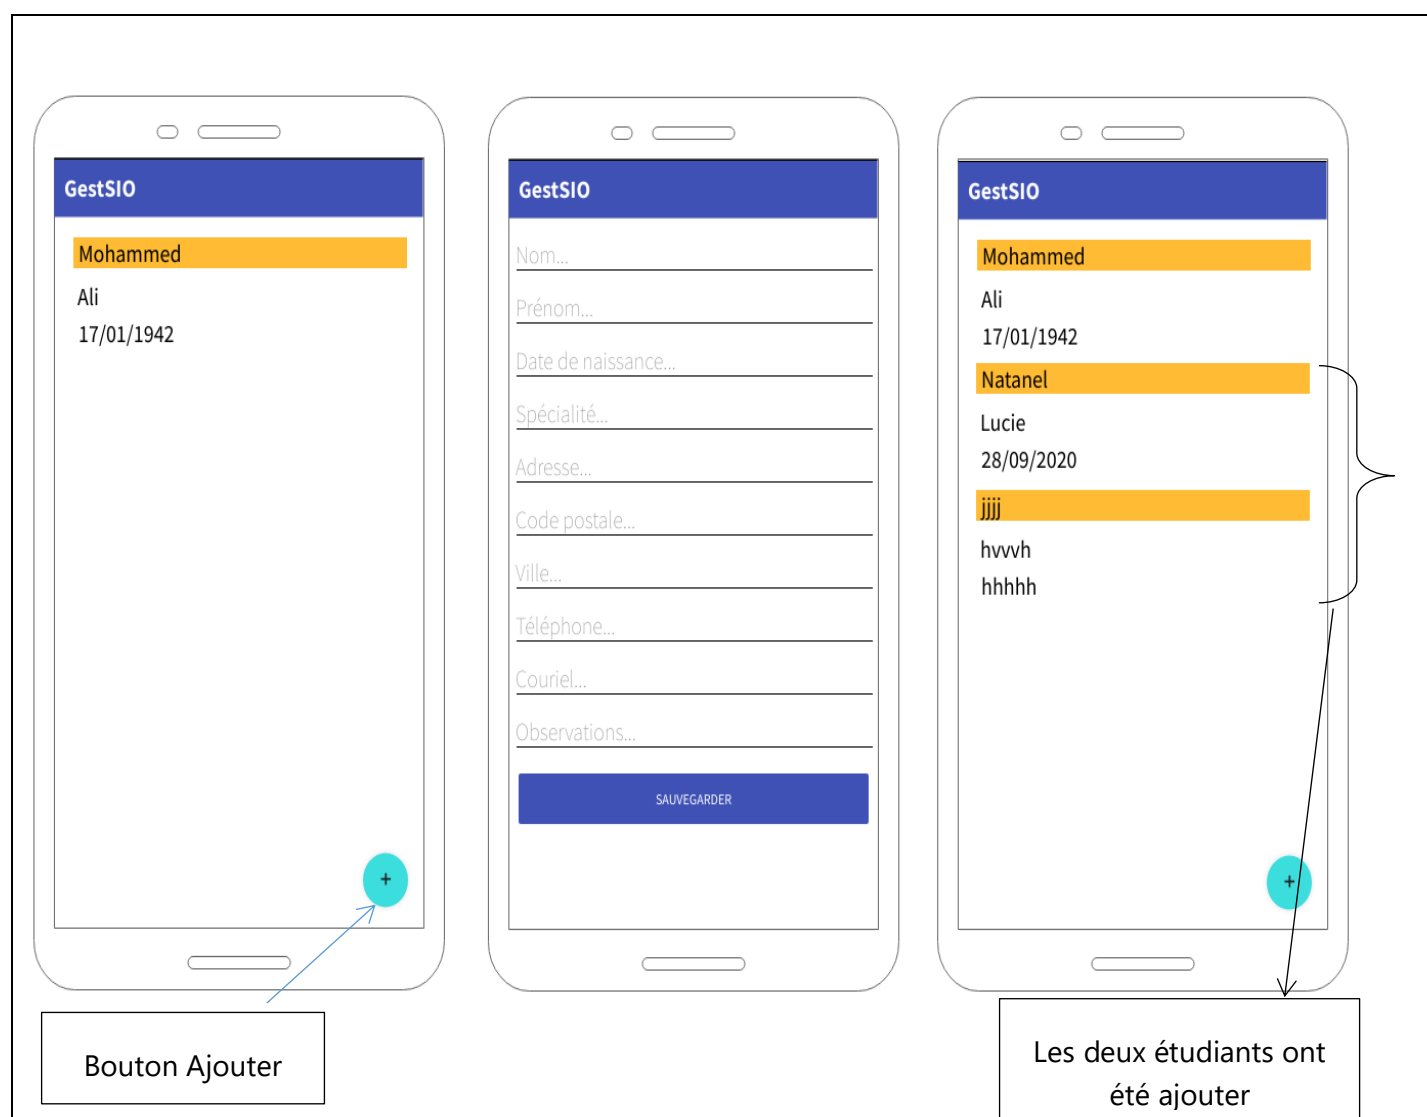 GestSIO
Mohammed
Ali
17/01/1942
+
Bouton Ajouter
GestSIO
Nom...
Prénom...
Date de naissance...
Spécialité...
Adresse...
Code postale...
Ville...
Téléphone...
Couriel...
Observations...
SAUVEGARDER
GestSIO
Mohammed
Ali
17/01/1942
Natanel
Lucie
28/09/2020
jjjj
hvvvh
hhhhh
+
Les deux étudiants ont
été ajouter